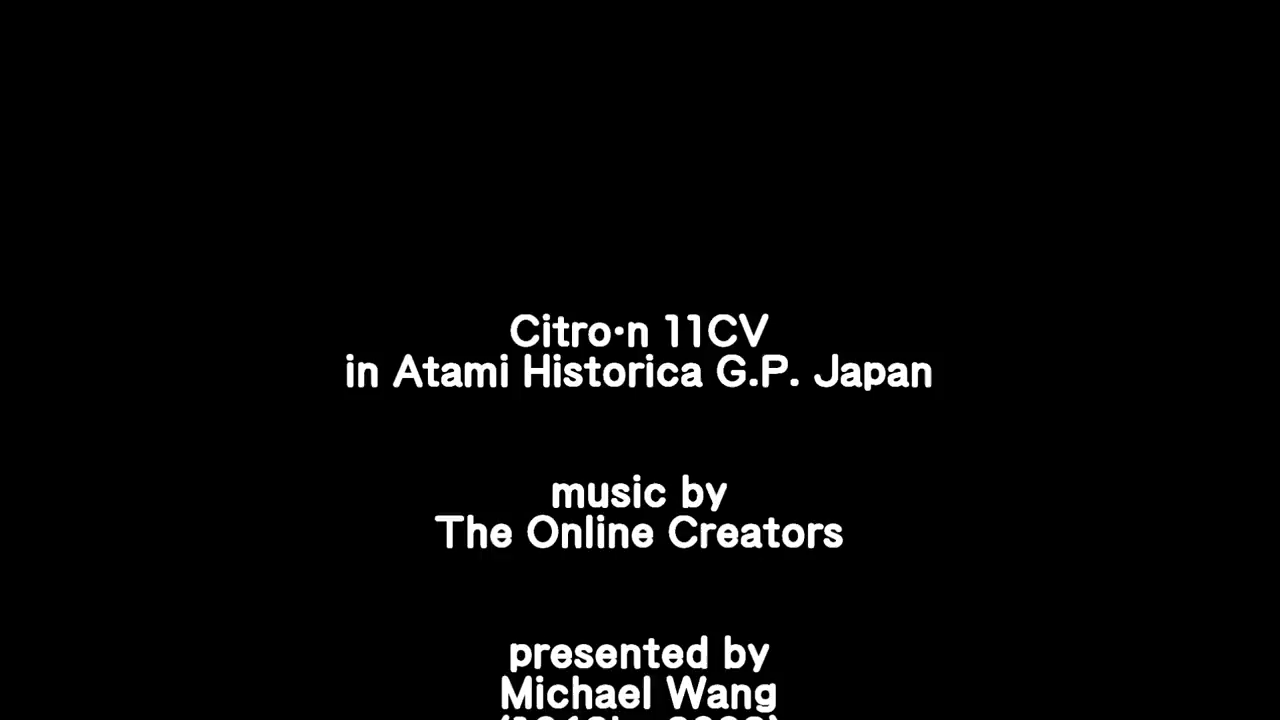 Citro·n 11CV
in Atami Historica G.P. Japan
music by
The Online Creators
presented by
Michael Wang